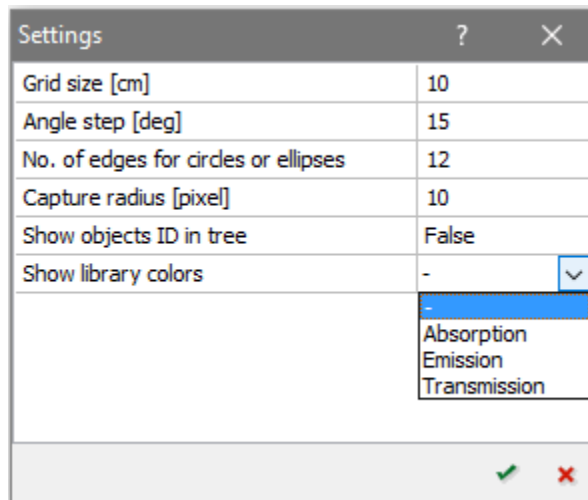 Settings ?
Grid size [cm] 10
Angle step [deg] 15
No. of edges for circles or ellipses 12
Capture radius [pixel] 10
Show objects ID in tree False
Show library colors -
-
Absorption
Emission
Transmission